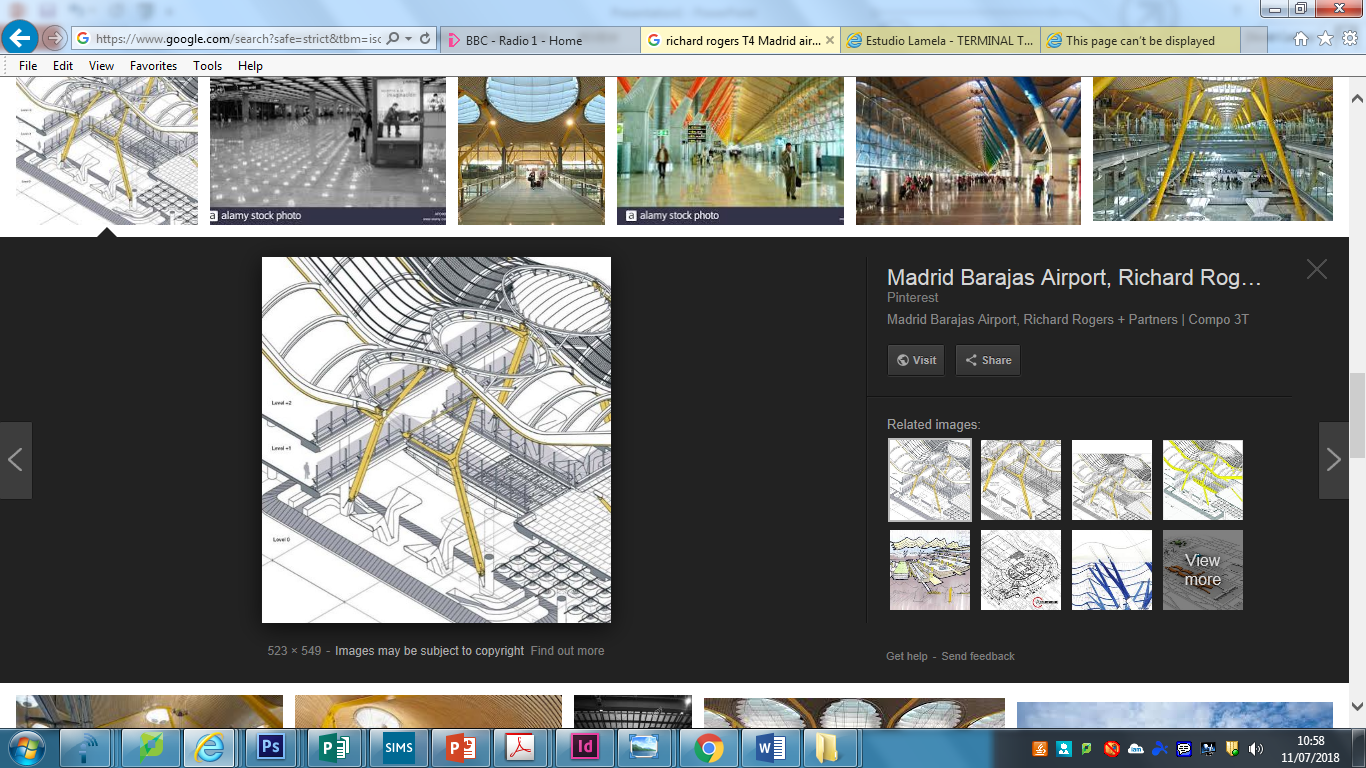 https://www.google.com/search?safe=strict&tbm=isc
BBC - Radio 1 - Home
richard rogers T4 Madrid air...
Estudio Lamela - TERMINAL T...
This page can't be displayed
File Edit View Favorites Tools Help
a alamy stock photo
a alamy stock photo
Madrid Barajas Airport, Richard Rog...
Pinterest
Madrid Barajas Airport, Richard Rogers + Partners | Compo 3T
Visit
Share
Related images:
View
more
Level +2
Level +1
Level 0
523 × 549 - Images may be subject to copyright Find out more
Get help - Send feedback
Ps
P
SIMS
P
Id
W
10:58
11/07/2018